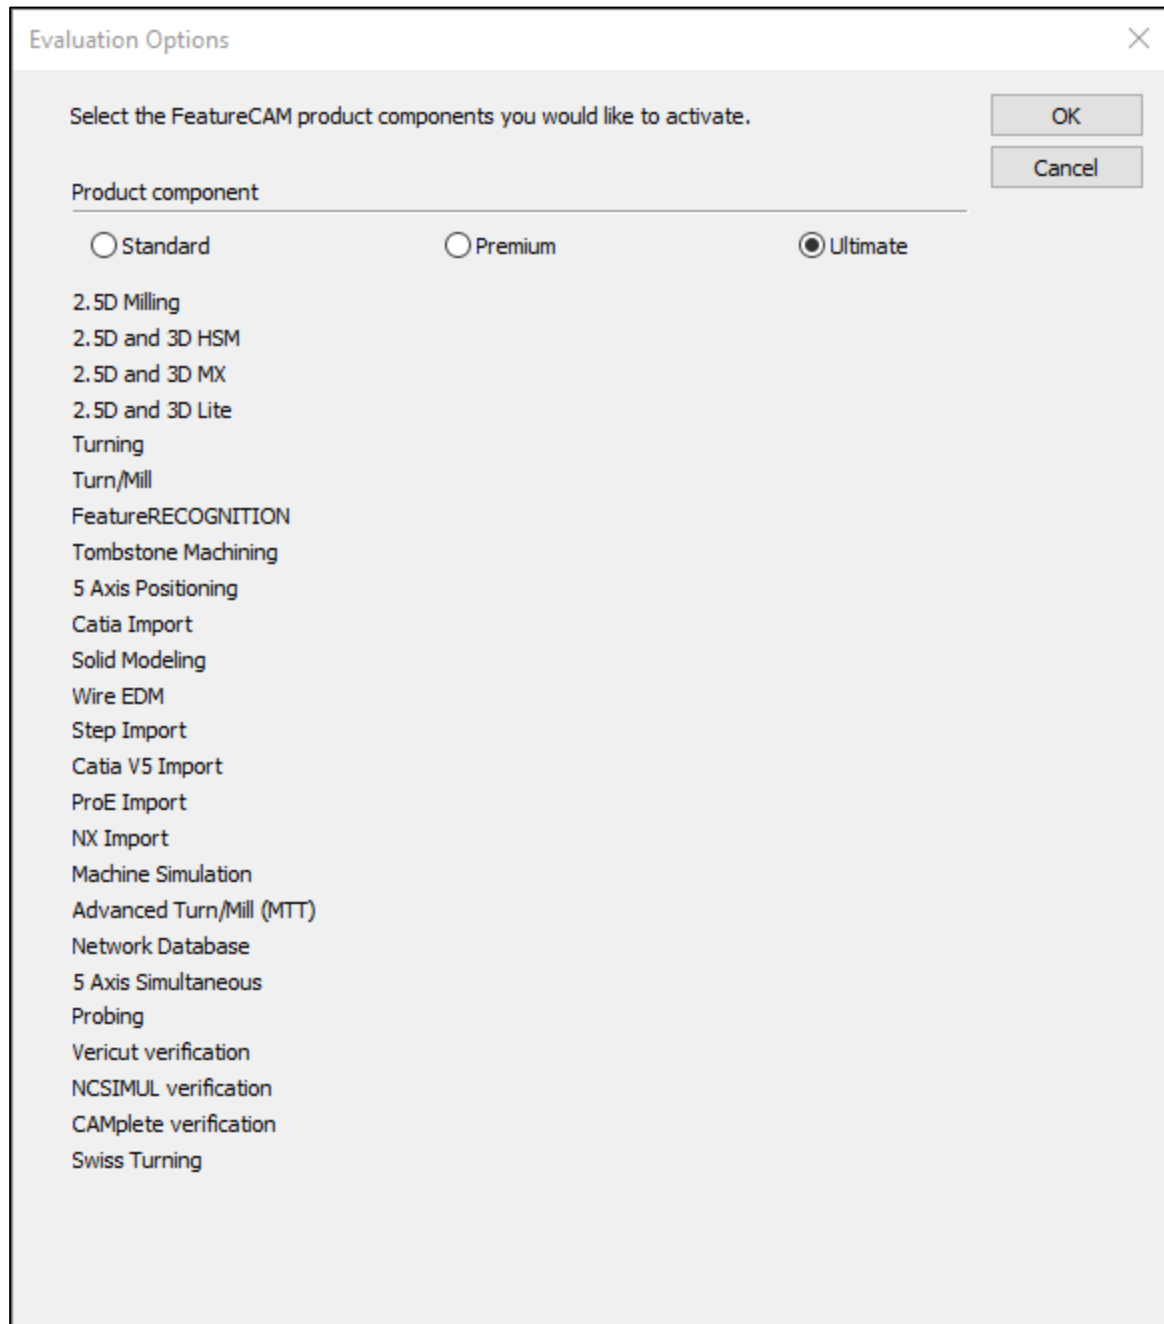 Evaluation Options
Select the FeatureCAM product components you would like to activate.
OK
Cancel
Product component
Standard Premium Ultimate
2.5D Milling
2.5D and 3D HSM
2.5D and 3D MX
2.5D and 3D Lite
Turning
Turn/Mill
FeatureRECOGNITION
Tombstone Machining
5 Axis Positioning
Catia Import
Solid Modeling
Wire EDM
Step Import
Catia V5 Import
ProE Import
NX Import
Machine Simulation
Advanced Turn/Mill (MTT)
Network Database
5 Axis Simultaneous
Probing
Vericut verification
NCSIMUL verification
CAMplete verification
Swiss Turning